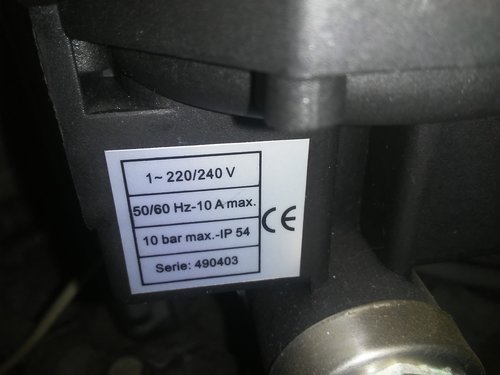 1~ 220/240 V
50/60 Hz-10 A max.
10 bar max.-IP 54
Serie: 490403
CE